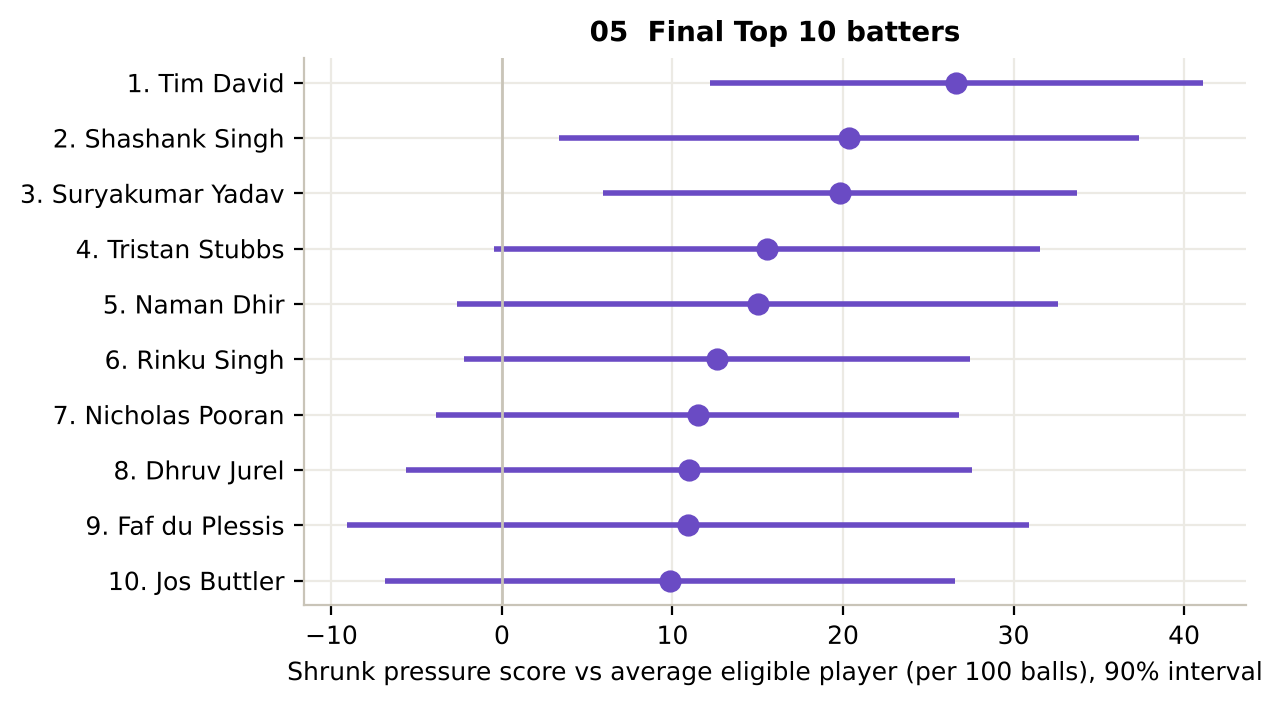 05  Final Top 10 batters
1. Tim David
2. Shashank Singh
3. Suryakumar Yadav
4. Tristan Stubbs
5. Naman Dhir
6. Rinku Singh
7. Nicholas Pooran
8. Dhruv Jurel
9. Faf du Plessis
10. Jos Buttler
−10 0 10 20 30 40
Shrunk pressure score vs average eligible player (per 100 balls), 90% interval